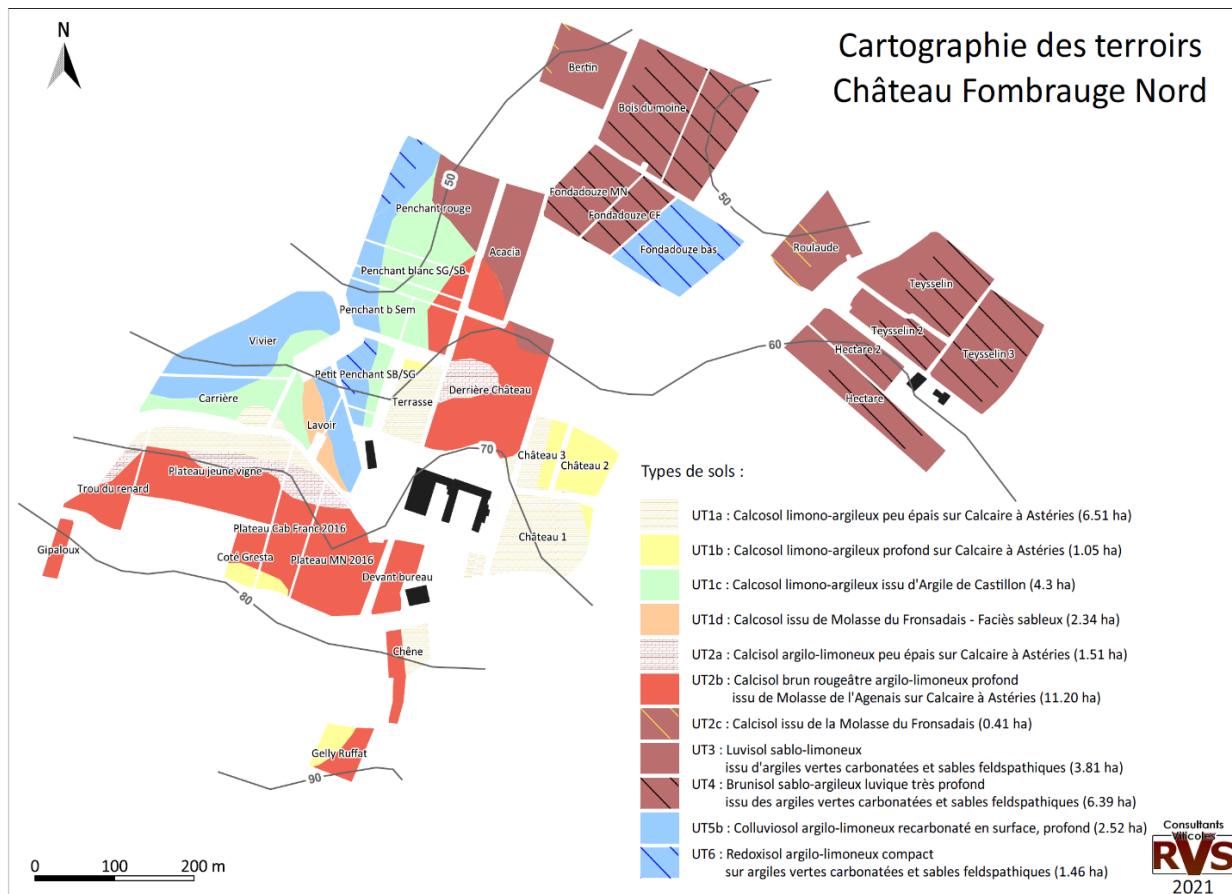 N
Cartographie des terroirs
Château Fombrauge Nord
Bertin
Bois du moine
50
Penchant rouge
Fondadouze MN
Fondadouze CF
50
Fondadouze bas
Acacia
Roulaude
Penchant blanc SG/SB
Teysselin
Penchant b Sem
Vivier
Teysselin 2
60
Hectare 2
Teysselin 3
Petit Penchant SB/SG
Derrière Château
Carrière
Terrasse
Hectare
Lavoir
70
Château 3
Château 2
Plateau jeune vigne
Trou du renard
Plateau Cab Franc 2016
Château 1
Gipaloux
Coté Gresta
Plateau MN 2016
Devant bureau
80
Chêne
Gelly Ruffat
90
Types de sols :
UT1a : Calcosol limono-argileux peu épais sur Calcaire à Astéries (6.51 ha)
UT1b : Calcosol limono-argileux profond sur Calcaire à Astéries (1.05 ha)
UT1c : Calcosol limono-argileux issu d'Argile de Castillon (4.3 ha)
UT1d : Calcosol issu de Molasse du Fronsadais - Faciès sableux (2.34 ha)
UT2a : Calcisol argilo-limoneux peu épais sur Calcaire à Astéries (1.51 ha)
UT2b : Calcisol brun rougeâtre argilo-limoneux profond
issu de Molasse de l'Agenais sur Calcaire à Astéries (11.20 ha)
UT2c : Calcisol issu de la Molasse du Fronsadais (0.41 ha)
UT3 : Luvisol sablo-limoneux
issu d'argiles vertes carbonatées et sables feldspathiques (3.81 ha)
UT4 : Brunisol sablo-argileux luvique très profond
issu des argiles vertes carbonatées et sables feldspathiques (6.39 ha)
UT5b : Colluviosol argilo-limoneux recarbonaté en surface, profond (2.52 ha)
UT6 : Redoxisol argilo-limoneux compact
sur argiles vertes carbonatées et sables feldspathiques (1.46 ha)
0 100 200 m
Consultants
Viticoles
RVS
2021